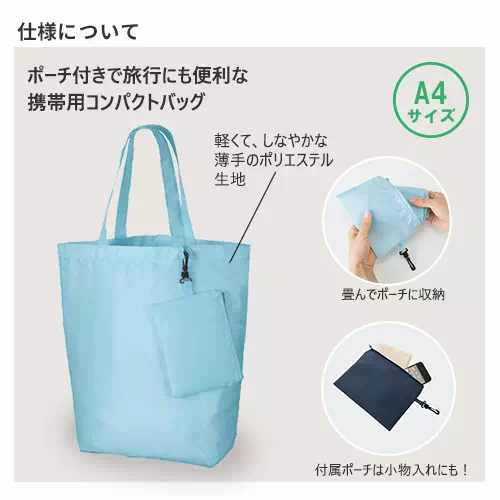 仕様について
ポーチ付きで旅行にも便利な
携帯用コンパクトバッグ
A4
サイズ
軽くて、しなやかな
薄手のポリエステル
生地
畳んでポーチに収納
付属ポーチは小物入れにも！